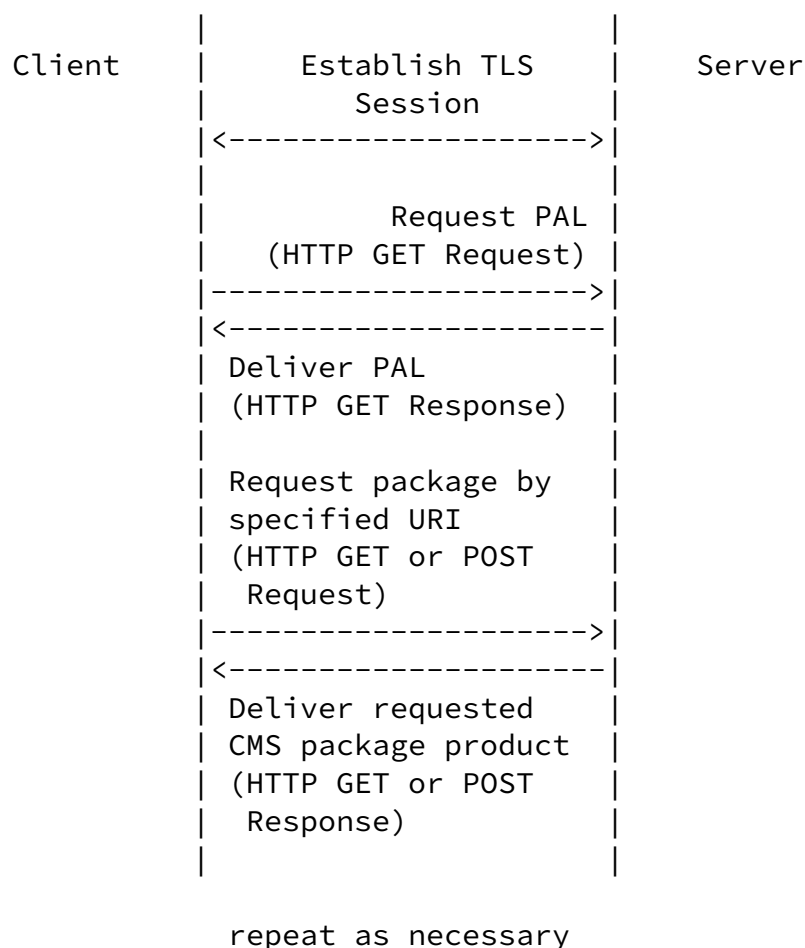 Client Establish TLS Server
Session
Request PAL
(HTTP GET Request)
Deliver PAL
(HTTP GET Response)
Request package by
specified URI
(HTTP GET or POST
Request)
Deliver requested
CMS package product
(HTTP GET or POST
Response)
repeat as necessary